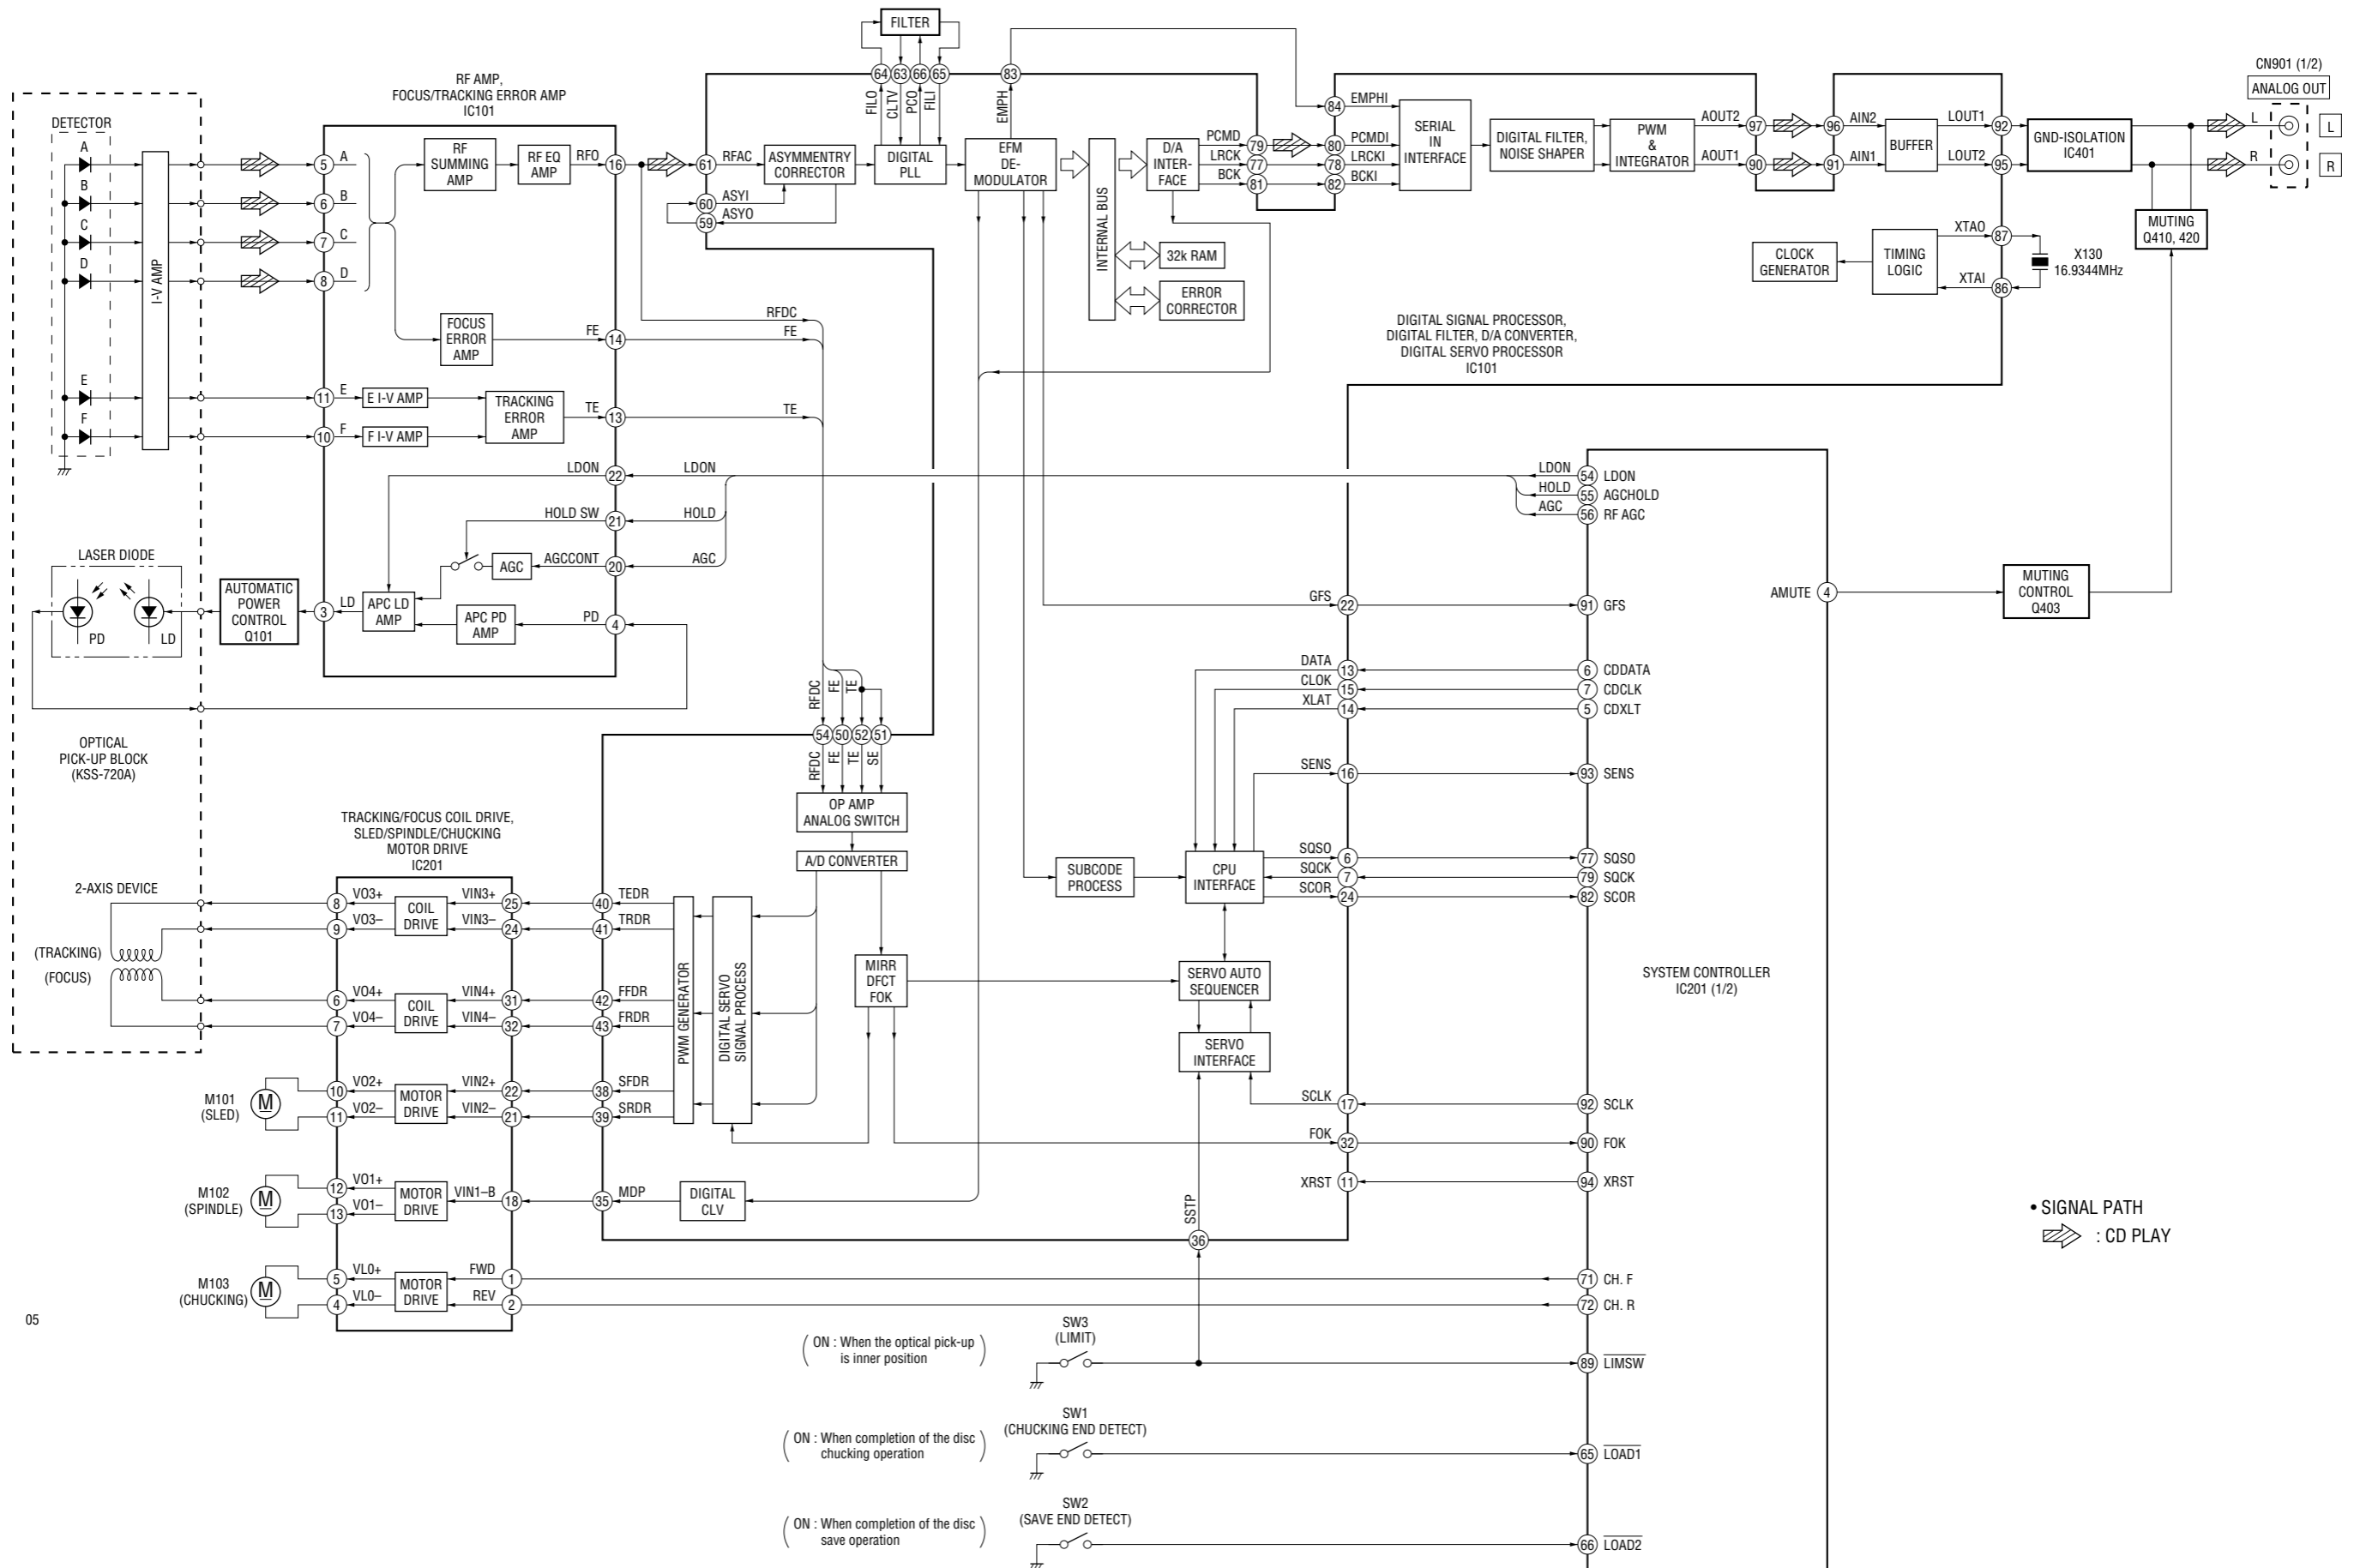 FILTER
64 63 66 65
FILO
CLTV
PCO
FILI
83
EMPH
RF AMP,
FOCUS/TRACKING ERROR AMP
IC101
DETECTOR
A
B
C
D
E
F
I-V AMP
5 A
6 B
7 C
8 D
11 E
10 F
RF
SUMMING
AMP
RF EQ
AMP
RFO 16
FOCUS
ERROR
AMP
FE 14
E I-V AMP
F I-V AMP
TRACKING
ERROR
AMP
TE 13
LDON 22 LDON
HOLD SW 21 HOLD
AGC
AGCCONT 20 AGC
LASER DIODE
PD
LD
AUTOMATIC
POWER
CONTROL
Q101
3 LD
APC LD
AMP
APC PD
AMP
PD 4
OPTICAL
PICK-UP BLOCK
(KSS-720A)
61 RFAC
60 ASYI
59 ASYO
ASYMMENTRY
CORRECTOR
DIGITAL
PLL
EFM
DE-
MODULATOR
INTERNAL BUS
D/A
INTER-
FACE
32k RAM
ERROR
CORRECTOR
PCMD 79
LRCK 77
BCK 81
84 EMPHI
80 PCMDI
78 LRCKI
82 BCKI
SERIAL
IN
INTERFACE
DIGITAL FILTER,
NOISE SHAPER
PWM
&
INTEGRATOR
AOUT2 97
AOUT1 90
96 AIN2
91 AIN1
BUFFER
LOUT1 92
LOUT2 95
GND-ISOLATION
IC401
CN901 (1/2)
ANALOG OUT
L
L
R
R
MUTING
Q410, 420
CLOCK
GENERATOR
TIMING
LOGIC
XTAO 87
XTAI 86
X130
16.9344MHz
RFDC
FE
TE
DIGITAL SIGNAL PROCESSOR,
DIGITAL FILTER, D/A CONVERTER,
DIGITAL SERVO PROCESSOR
IC101
LDON 54 LDON
HOLD 55 AGCHOLD
AGC 56 RF AGC
GFS 22 91 GFS
AMUTE 4
MUTING
CONTROL
Q403
DATA 13 6 CDDATA
CLOK 15 7 CDCLK
XLAT 14 5 CDXLT
SENS 16 93 SENS
RFDC
FE
TE
54 50 52 51
RFDC
FE
TE
SE
OP AMP
ANALOG SWITCH
A/D CONVERTER
SUBCODE
PROCESS
CPU
INTERFACE
SQSO 6 77 SQSO
SQCK 7 79 SQCK
SCOR 24 82 SCOR
TRACKING/FOCUS COIL DRIVE,
SLED/SPINDLE/CHUCKING
MOTOR DRIVE
IC201
2-AXIS DEVICE
(TRACKING)
(FOCUS)
8 VO3+
9 VO3–
COIL
DRIVE
VIN3+ 25
VIN3– 24
40 TEDR
41 TRDR
6 VO4+
7 VO4–
COIL
DRIVE
VIN4+ 31
VIN4– 32
42 FFDR
43 FRDR
PWM GENERATOR
DIGITAL SERVO
SIGNAL PROCESS
MIRR
DFCT
FOK
SERVO AUTO
SEQUENCER
SERVO
INTERFACE
SYSTEM CONTROLLER
IC201 (1/2)
M101
(SLED)
M
10 VO2+
11 VO2–
MOTOR
DRIVE
VIN2+ 22
VIN2– 21
38 SFDR
39 SRDR
SCLK 17 92 SCLK
FOK 32 90 FOK
XRST 11 94 XRST
M102
(SPINDLE)
M
12 VO1+
13 VO1–
MOTOR
DRIVE
VIN1–B 18
35 MDP
DIGITAL
CLV
SSTP
36
M103
(CHUCKING)
M
5 VLO+
4 VLO–
MOTOR
DRIVE
FWD 1
REV 2
71 CH. F
72 CH. R
• SIGNAL PATH
: CD PLAY
05
ON : When the optical pick-up
is inner position
SW3
(LIMIT)
89 LIMSW
ON : When completion of the disc
chucking operation
SW1
(CHUCKING END DETECT)
65 LOAD1
ON : When completion of the disc
save operation
SW2
(SAVE END DETECT)
66 LOAD2